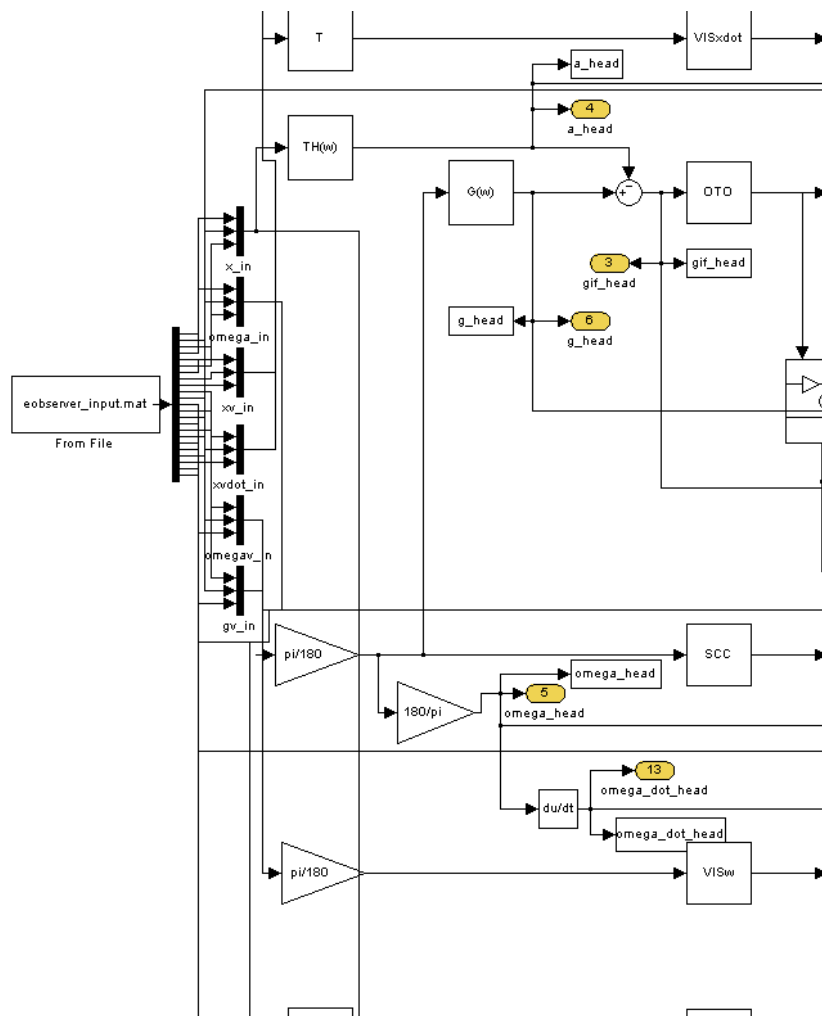 T
VISxdot
a_head
4
a_head
TH(w)
G(w)
+
−
OTO
x_in
3
gif_head
gif_head
omega_in
g_head
6
g_head
xv_in
eobserver_input.mat
From File
xvdot_in
omegav_in
gv_in
pi/180
SCC
omega_head
5
omega_head
180/pi
13
omega_dot_head
du/dt
omega_dot_head
pi/180
VISw